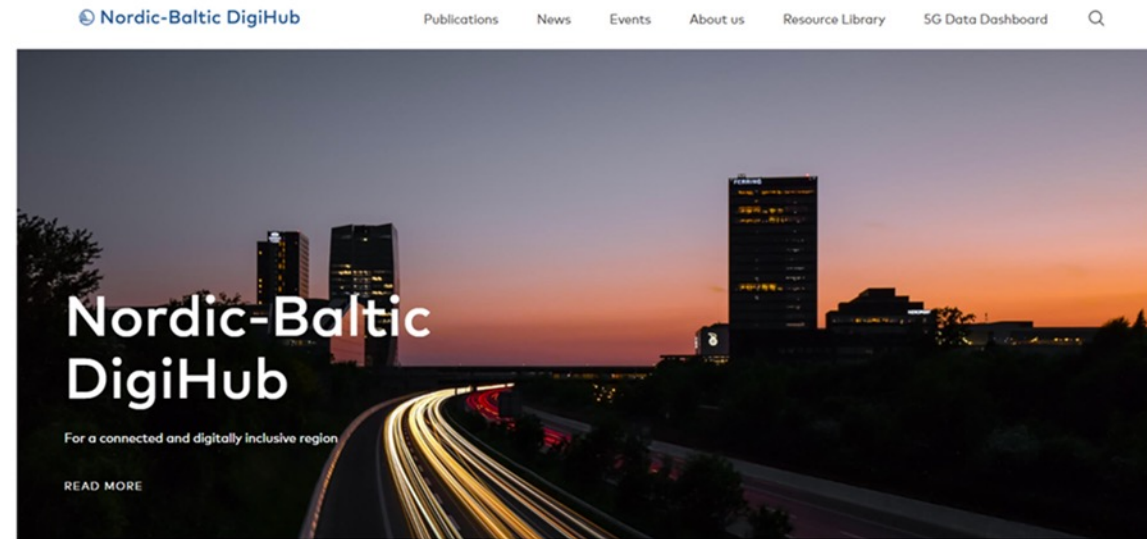 Nordic-Baltic DigiHub
Publications
News
Events
About us
Resource Library
5G Data Dashboard
FERRING
Nordic-Baltic
DigiHub
For a connected and digitally inclusive region
READ MORE